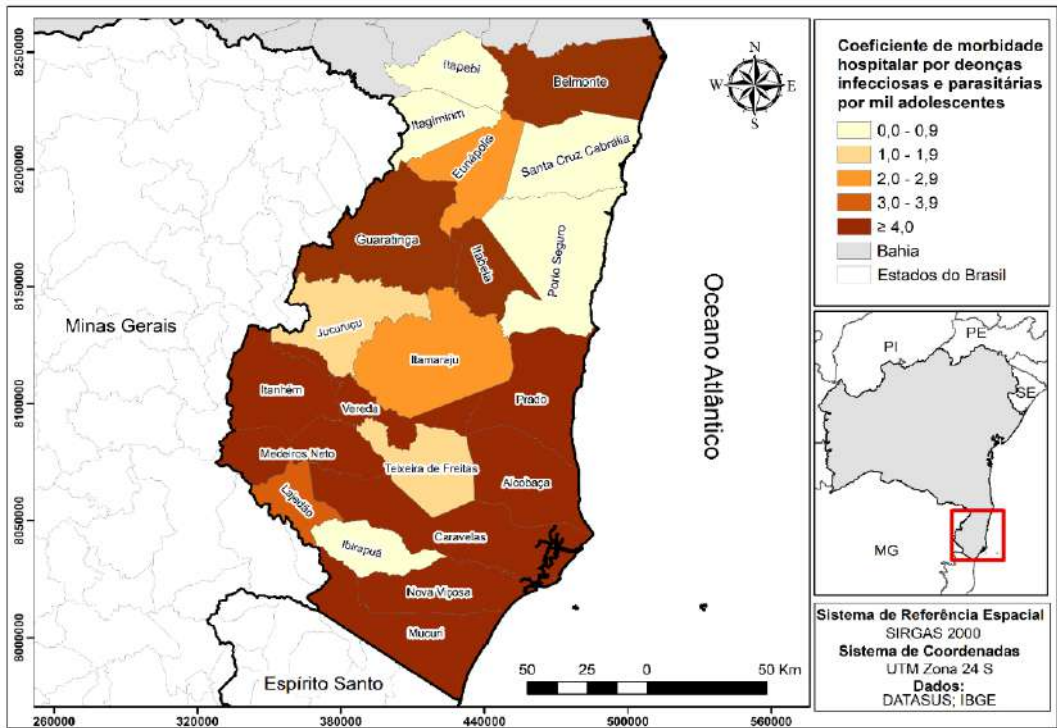 8250000
8200000
8150000
8100000
8050000
8000000
Itapebi
Belmonte
Itagimirim
Eunápolis
Santa Cruz Cabrália
Guaratinga
Itabela
Porto Seguro
Jucuruçu
Itamaraju
Itanhém
Vereda
Prado
Medeiros Neto
Teixeira de Freitas
Alcobaça
Lajedão
Caravelas
Ibirapuã
Nova Viçosa
Mucuri
Minas Gerais
Espírito Santo
Oceano Atlântico
N
W E
S
50 25 0 50 Km
260000 320000 380000 440000 500000 560000
Coeficiente de morbidade
hospitalar por deonças
infecciosas e parasitárias
por mil adolescentes
0,0 - 0,9
1,0 - 1,9
2,0 - 2,9
3,0 - 3,9
≥ 4,0
Bahia
Estados do Brasil
PI
PE
SE
MG
Sistema de Referência Espacial
SIRGAS 2000
Sistema de Coordenadas
UTM Zona 24 S
Dados:
DATASUS; IBGE